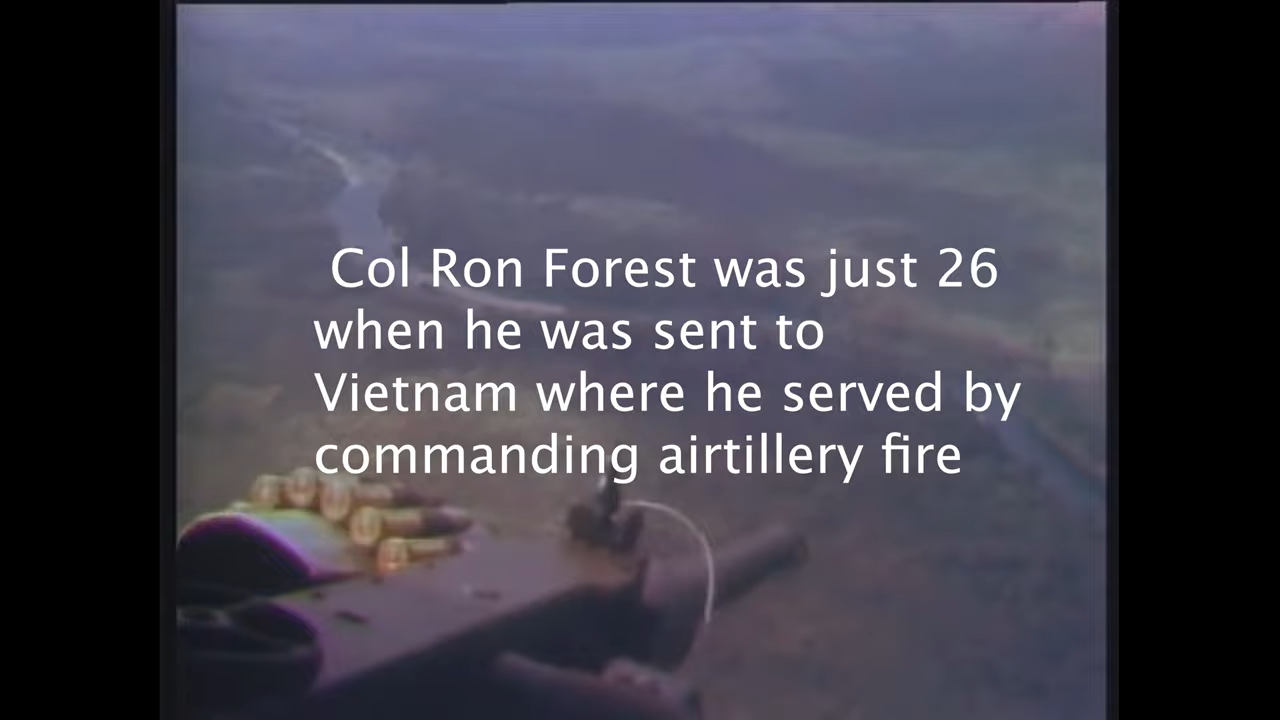 Col Ron Forest was just 26
when he was sent to
Vietnam where he served by
commanding airtillery fire